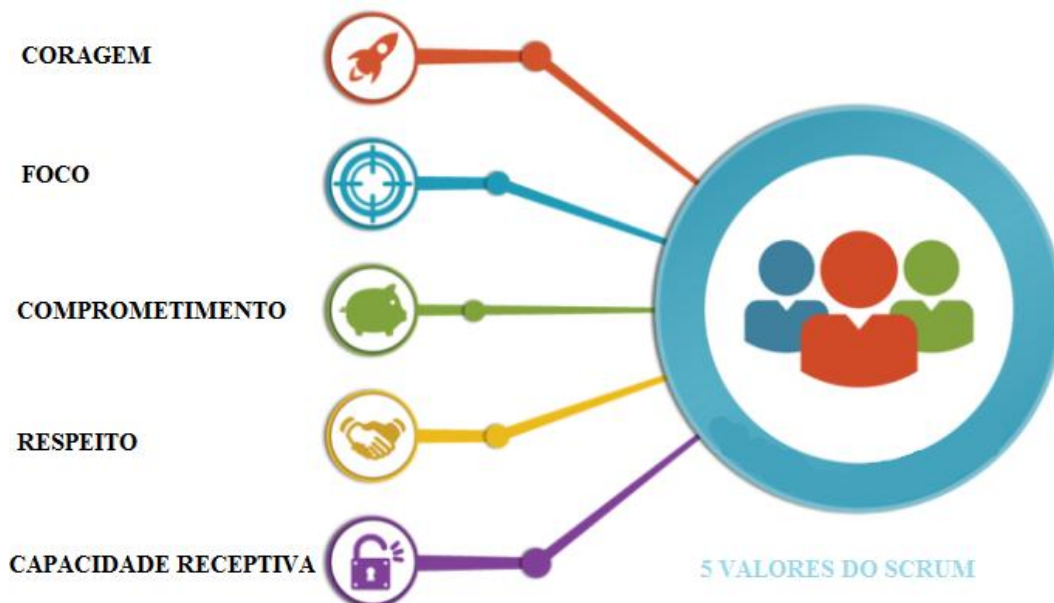 CORAGEM
FOCO
COMPROMETIMENTO
RESPEITO
CAPACIDADE RECEPTIVA
5 VALORES DO SCRUM